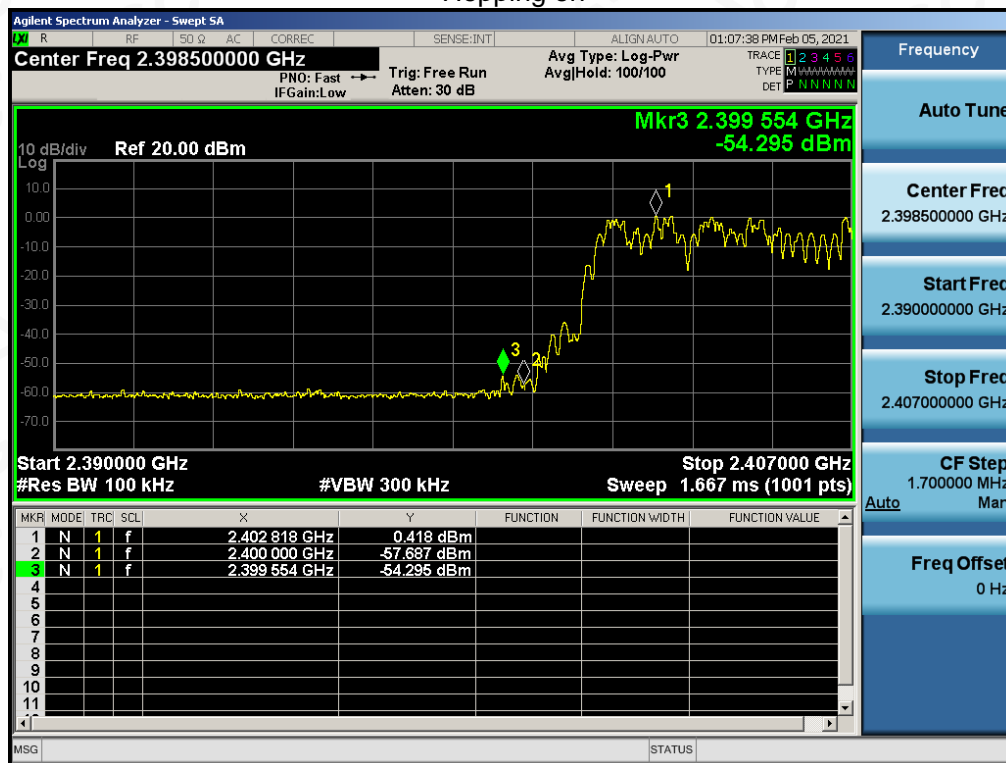 Hopping on
Agilent Spectrum Analyzer - Swept SA
LXI R RF 50 Ω AC CORREC SENSE:INT ALIGN AUTO 01:07:38 PM Feb 05, 2021
Center Freq 2.398500000 GHz
PNO: Fast
IFGain:Low
Trig: Free Run
Atten: 30 dB
Avg Type: Log-Pwr
Avg|Hold: 100/100
TRACE 1 2 3 4 5 6
TYPE M WWWWW
DET P N N N N N
Mkr3 2.399 554 GHz
-54.295 dBm
10 dB/div Ref 20.00 dBm
Log
10.0
0.00
-10.0
-20.0
-30.0
-40.0
-50.0
-60.0
-70.0
1
3
2
Start 2.390000 GHz Stop 2.407000 GHz
#Res BW 100 kHz #VBW 300 kHz Sweep 1.667 ms (1001 pts)
MKR MODE TRC SCL X Y FUNCTION FUNCTION WIDTH FUNCTION VALUE
1 N 1 f 2.402 818 GHz 0.418 dBm
2 N 1 f 2.400 000 GHz -57.687 dBm
3 N 1 f 2.399 554 GHz -54.295 dBm
4
5
6
7
8
9
10
11
MSG STATUS
Frequency
Auto Tune
Center Freq
2.398500000 GHz
Start Freq
2.390000000 GHz
Stop Freq
2.407000000 GHz
CF Step
1.700000 MHz
Auto Man
Freq Offset
0 Hz